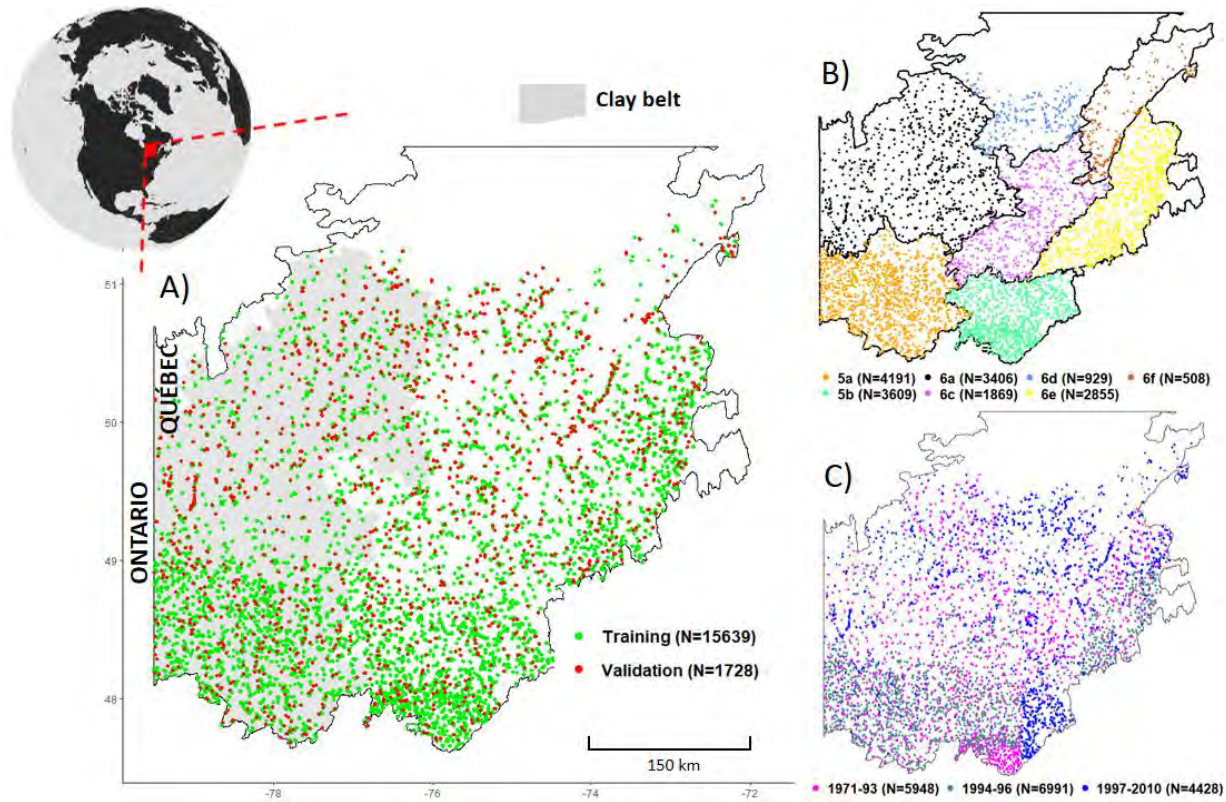 Clay belt
A)
51
50
49
48
QUÉBEC
ONTARIO
Training (N=15639)
Validation (N=1728)
150 km
-78
-76
-74
-72
B)
5a (N=4191) 6a (N=3406) 6d (N=929) 6f (N=508)
5b (N=3609) 6c (N=1869) 6e (N=2855)
C)
1971-93 (N=5948) 1994-96 (N=6991) 1997-2010 (N=4428)